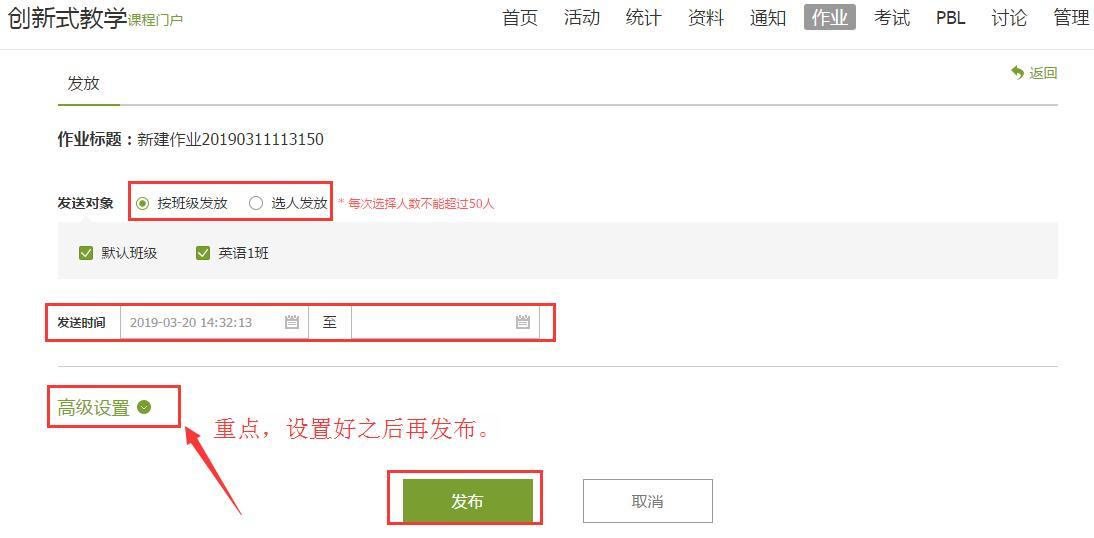 创新式教学课程门户
首页 活动 统计 资料 通知 作业 考试 PBL 讨论 管理
发放
返回
作业标题：新建作业20190311113150
发送对象 按班级发放 选人发放 * 每次选择人数不能超过50人
默认班级 英语1班
发送时间 2019-03-20 14:32:13 至
高级设置
重点，设置好之后再发布。
发布 取消